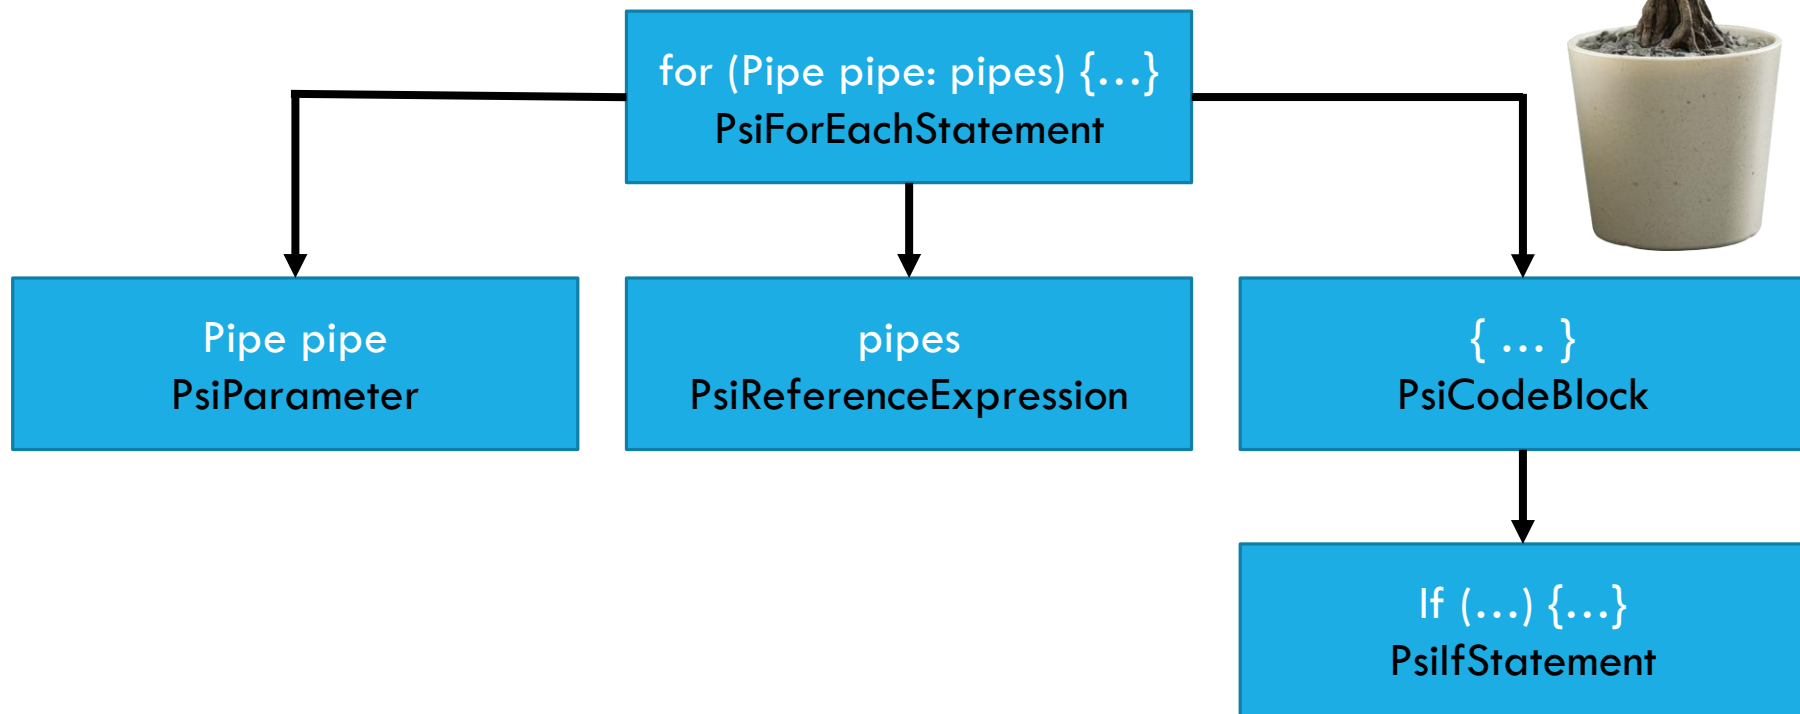 for (Pipe pipe: pipes) {...}
PsiForEachStatement
Pipe pipe
PsiParameter
pipes
PsiReferenceExpression
{ ... }
PsiCodeBlock
If (...) {...}
PsiIfStatement